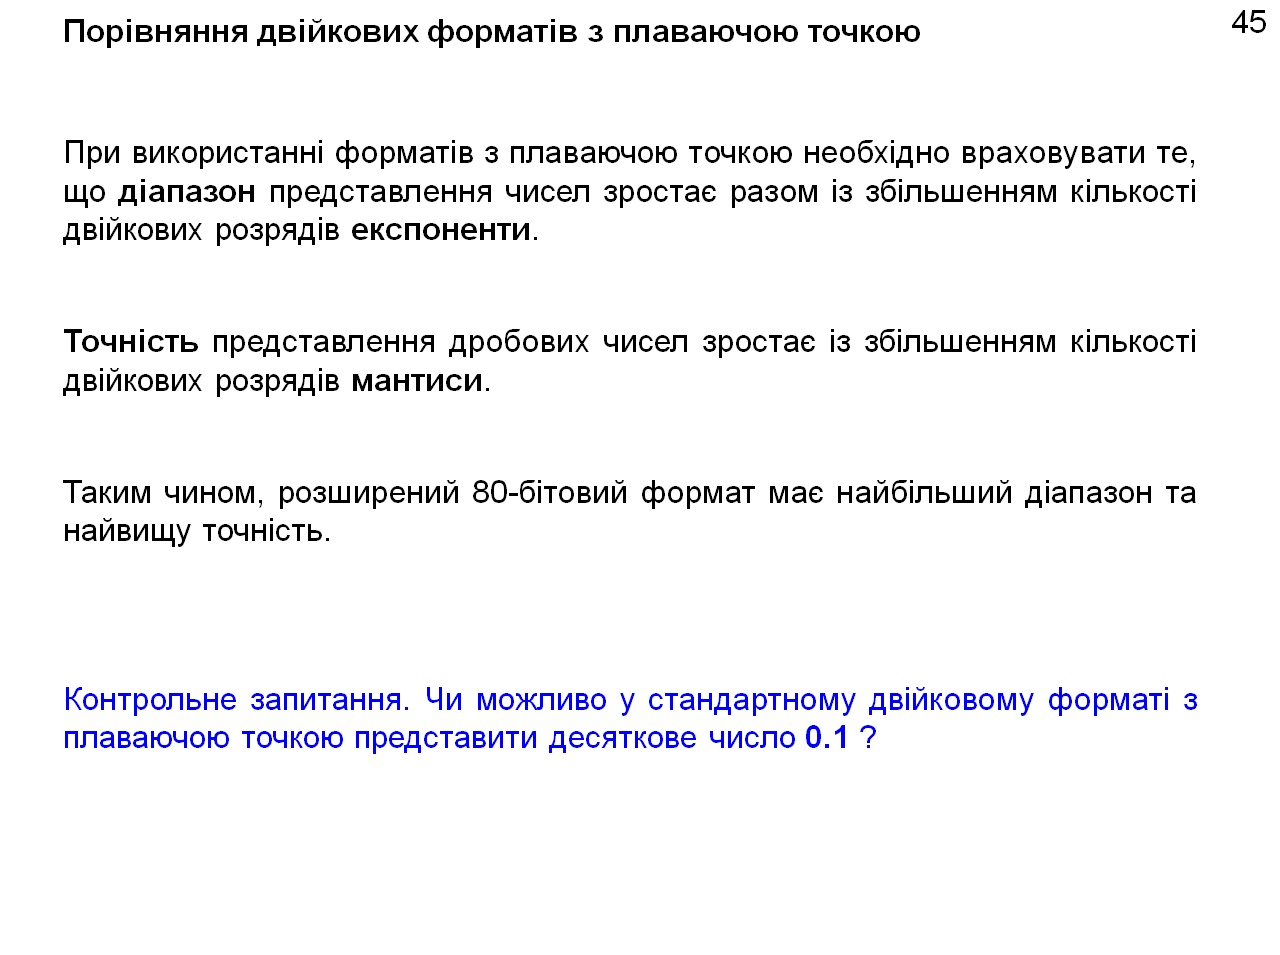 Порівняння двійкових форматів з плаваючою точкою
45
При використанні форматів з плаваючою точкою необхідно враховувати те,
що діапазон представлення чисел зростає разом із збільшенням кількості
двійкових розрядів експоненти.
Точність представлення дробових чисел зростає із збільшенням кількості
двійкових розрядів мантиси.
Таким чином, розширений 80-бітовий формат має найбільший діапазон та
найвищу точність.
Контрольне запитання. Чи можливо у стандартному двійковому форматі з
плаваючою точкою представити десяткове число 0.1 ?